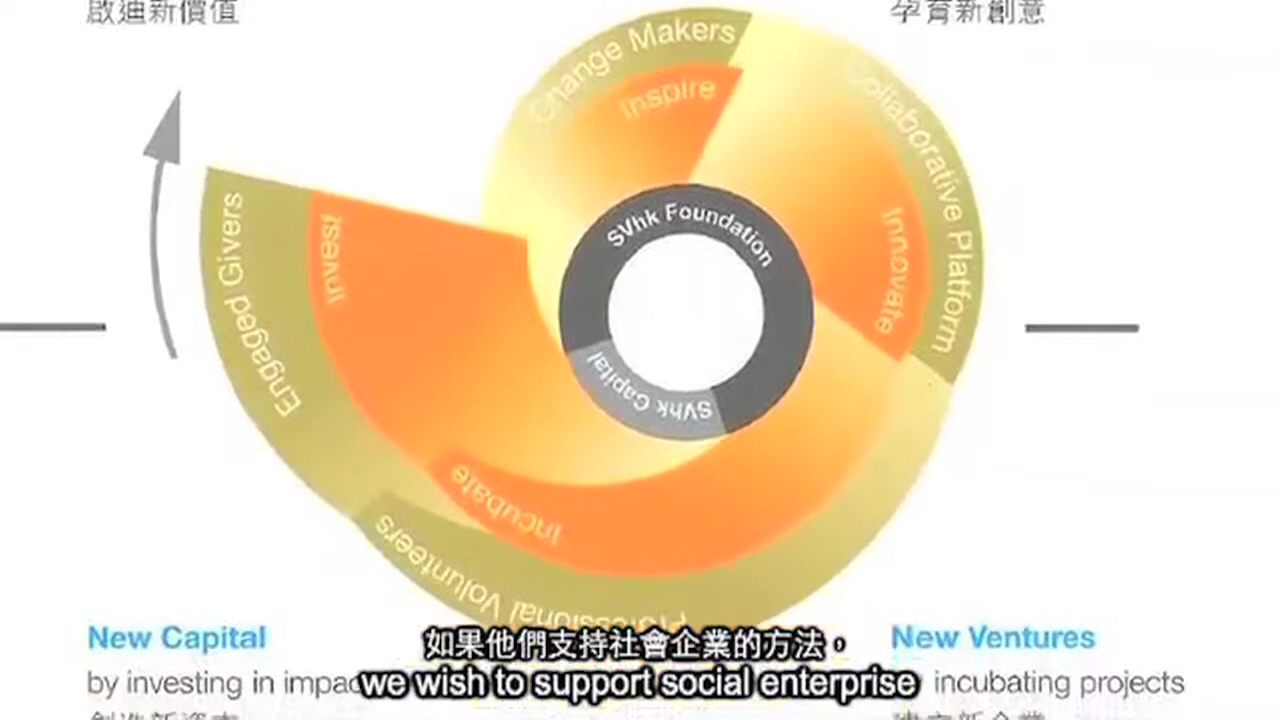 啟迪新價值
孕育新創意
Change Makers
Inspire
Collaborative Platform
Innovate
SVhk Foundation
SVhk Capital
Invest
Engaged Givers
Incubate
Professional Volunteers
如果他們支持社會企業的方法，
we wish to support social enterprise
New Capital
by investing in
New Ventures
incubating projects